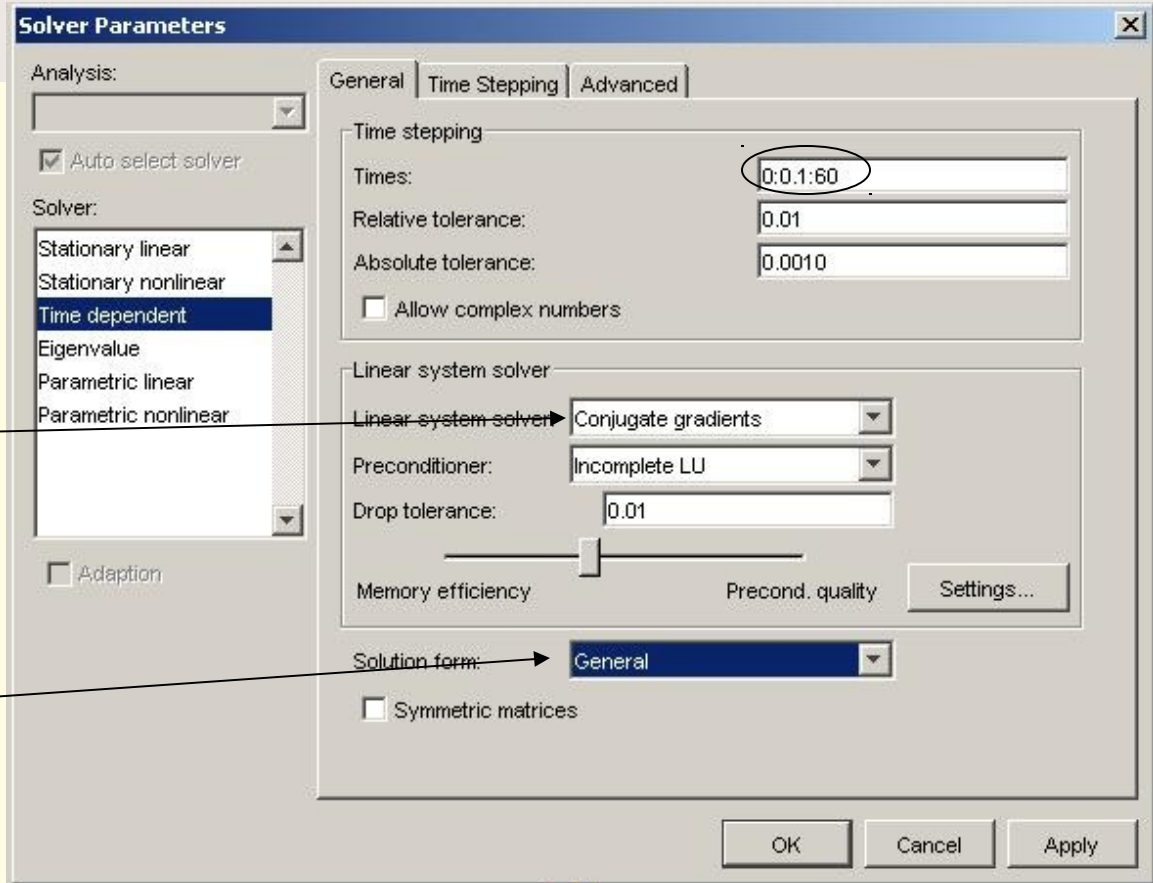 Solver Parameters
Analysis:
Auto select solver
Solver:
Stationary linear
Stationary nonlinear
Time dependent
Eigenvalue
Parametric linear
Parametric nonlinear
Adaption
General Time Stepping Advanced
Time stepping
Times: 0:0.1:60
Relative tolerance: 0.01
Absolute tolerance: 0.0010
Allow complex numbers
Linear system solver
Linear system solver: Conjugate gradients
Preconditioner: Incomplete LU
Drop tolerance: 0.01
Memory efficiency Precond. quality Settings...
Solution form: General
Symmetric matrices
OK Cancel Apply